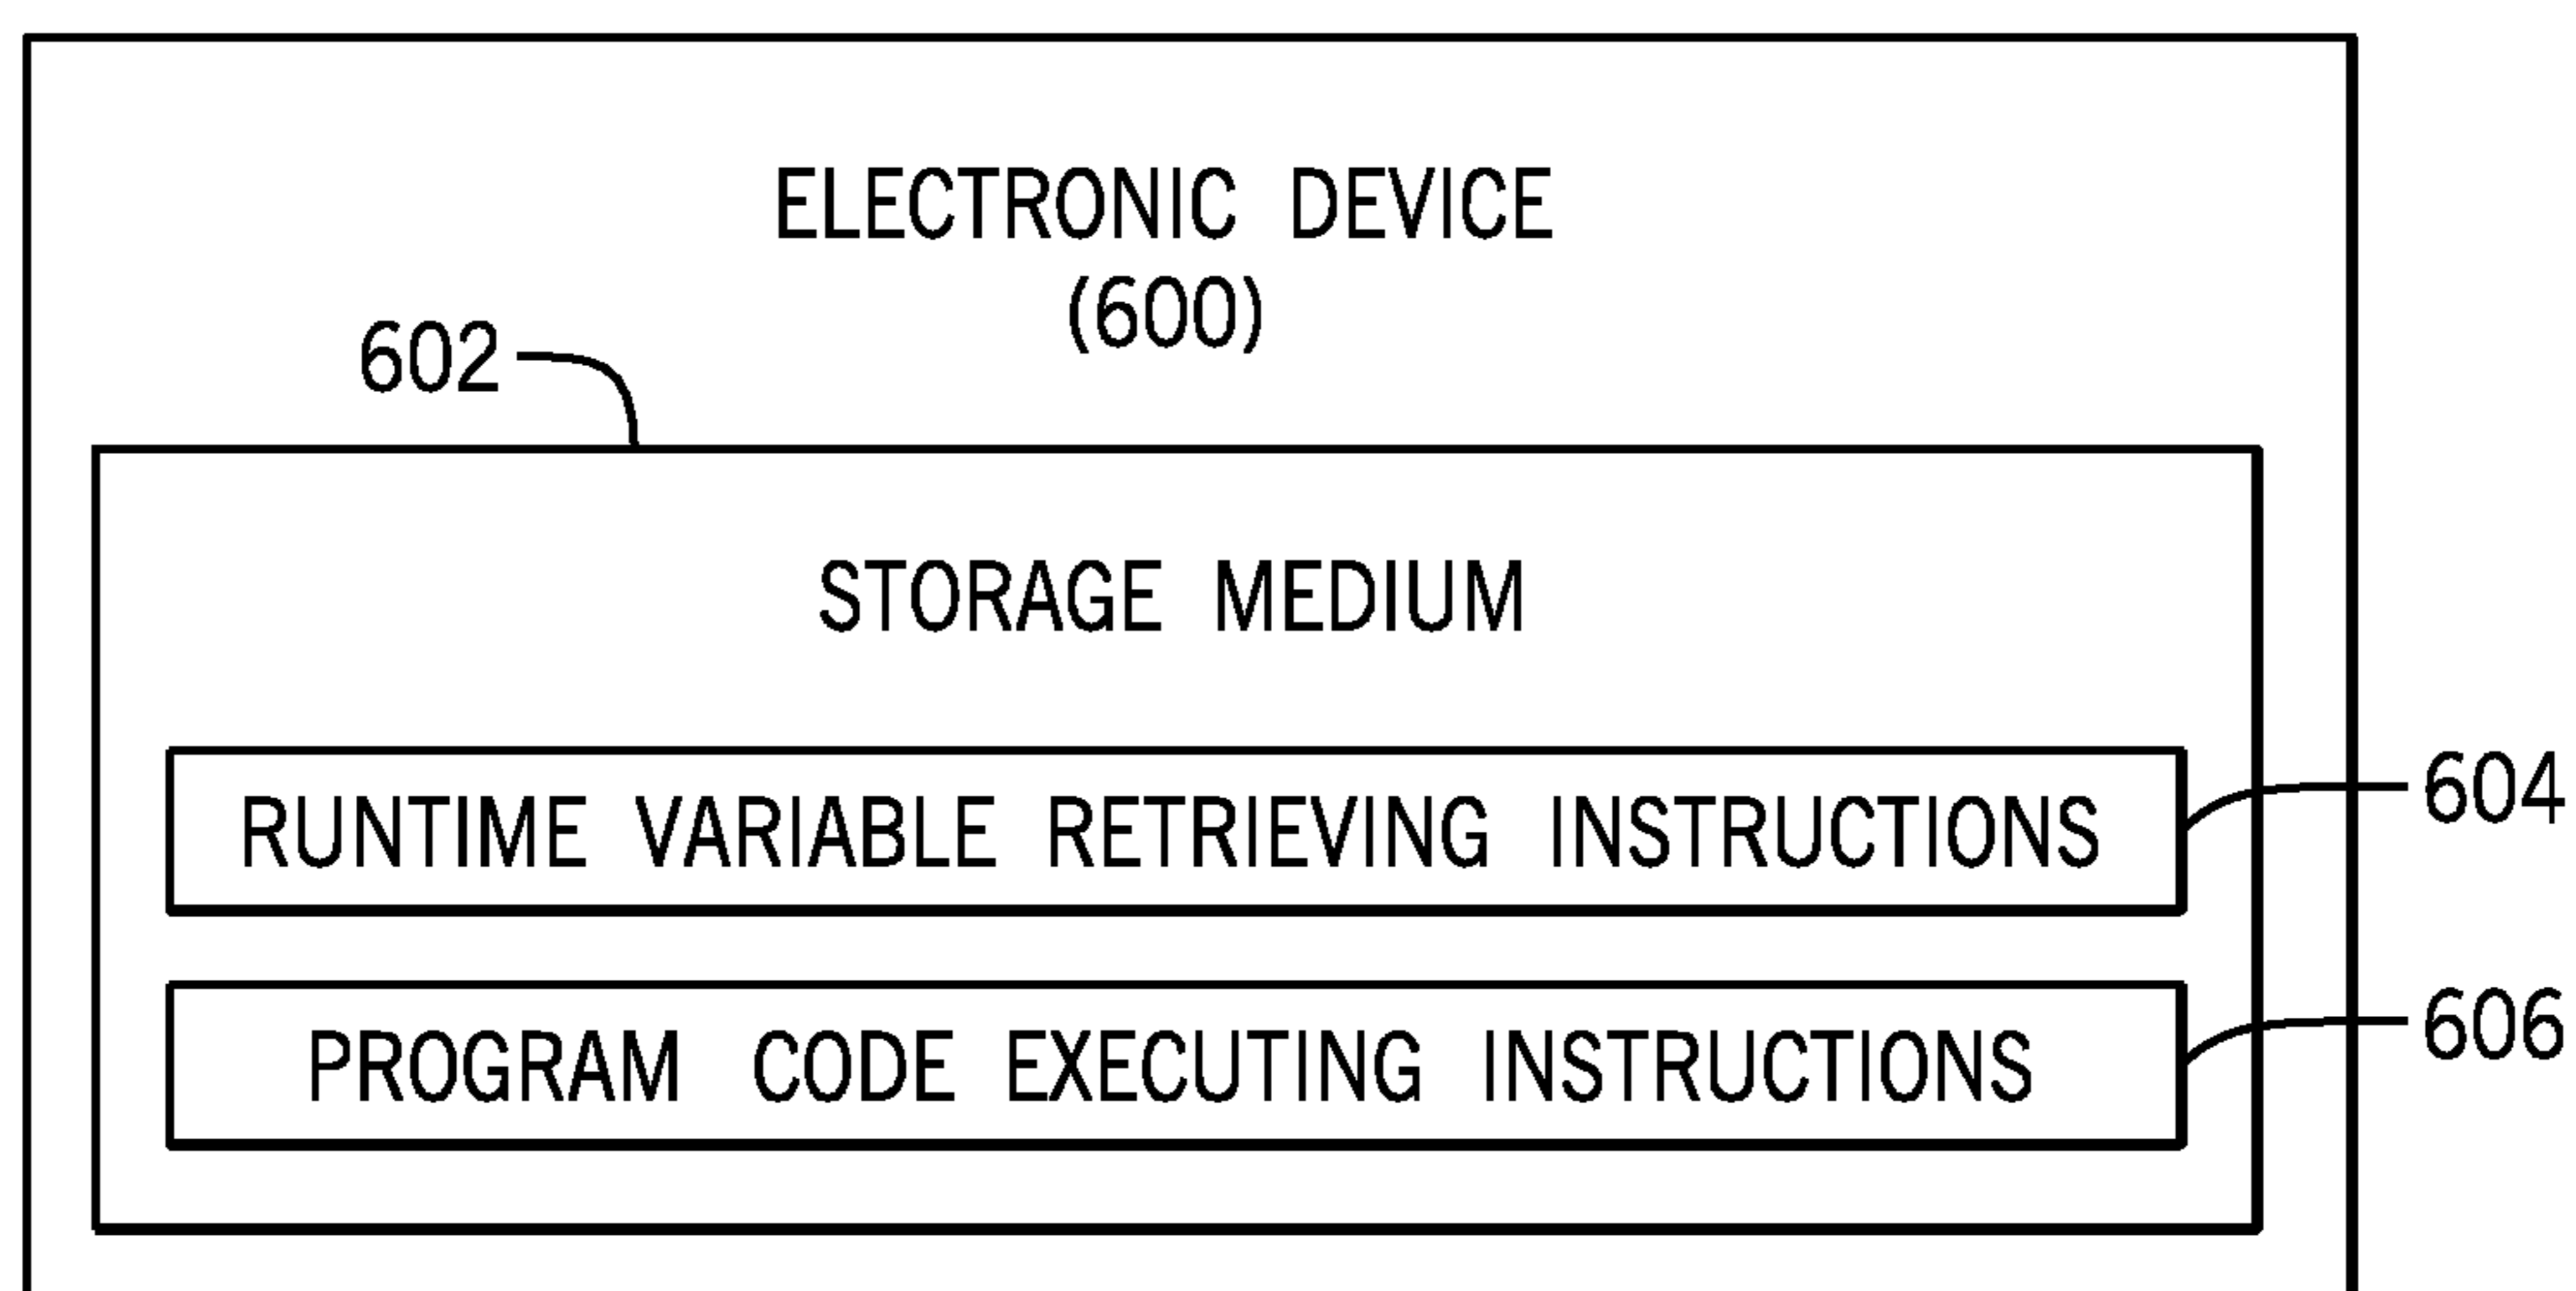 ELECTRONIC DEVICE
(600)
602
STORAGE MEDIUM
RUNTIME VARIABLE RETRIEVING INSTRUCTIONS
604
PROGRAM CODE EXECUTING INSTRUCTIONS
606